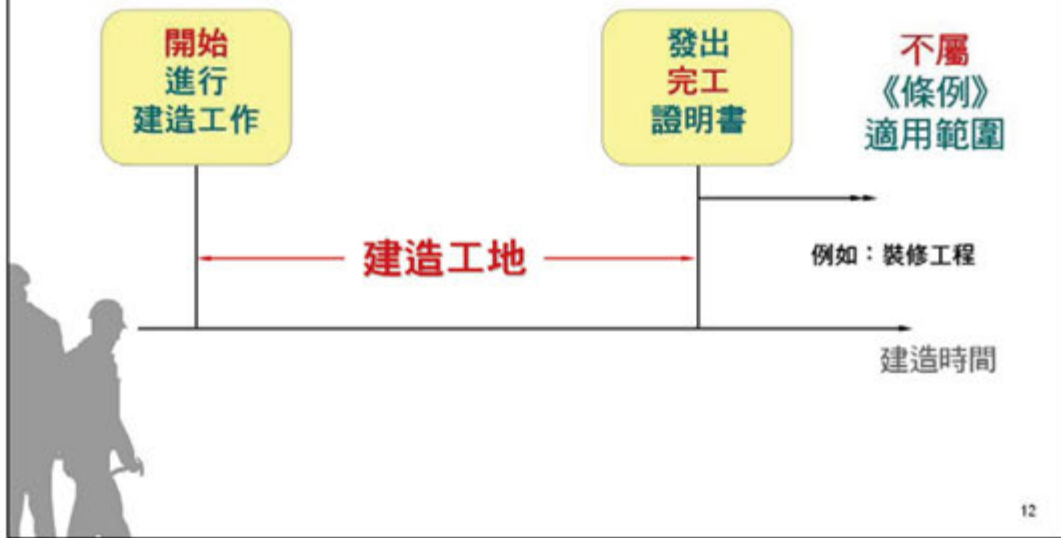 開始
進行
建造工作
發出
完工
證明書
不屬
《條例》
適用範圍
建造工地
例如：裝修工程
建造時間
12